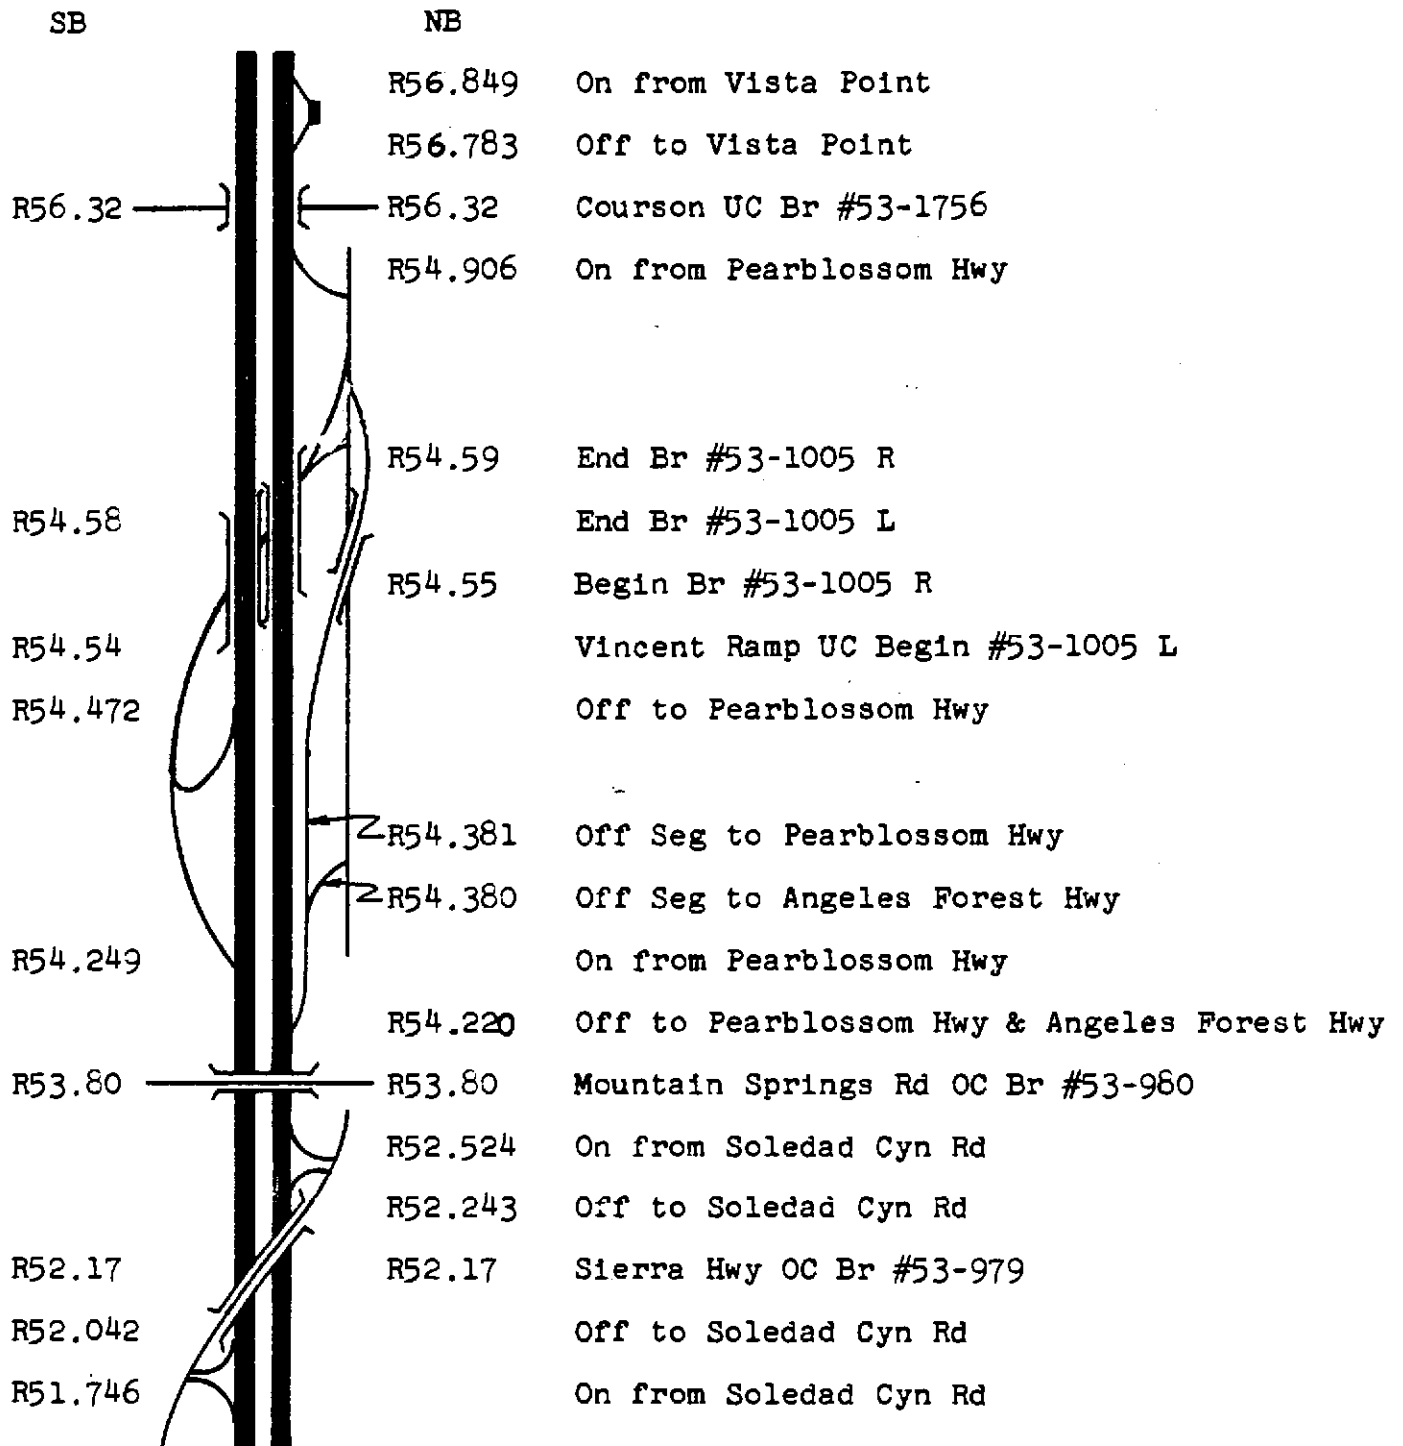 SB NB
R56.849 On from Vista Point
R56.783 Off to Vista Point
R56.32 R56.32 Courson UC Br #53-1756
R54.906 On from Pearblossom Hwy
R54.59 End Br #53-1005 R
R54.58 End Br #53-1005 L
R54.55 Begin Br #53-1005 R
R54.54 Vincent Ramp UC Begin #53-1005 L
R54.472 Off to Pearblossom Hwy
R54.381 Off Seg to Pearblossom Hwy
R54.380 Off Seg to Angeles Forest Hwy
R54.249 On from Pearblossom Hwy
R54.220 Off to Pearblossom Hwy & Angeles Forest Hwy
R53.80 R53.80 Mountain Springs Rd OC Br #53-980
R52.524 On from Soledad Cyn Rd
R52.243 Off to Soledad Cyn Rd
R52.17 R52.17 Sierra Hwy OC Br #53-979
R52.042 Off to Soledad Cyn Rd
R51.746 On from Soledad Cyn Rd